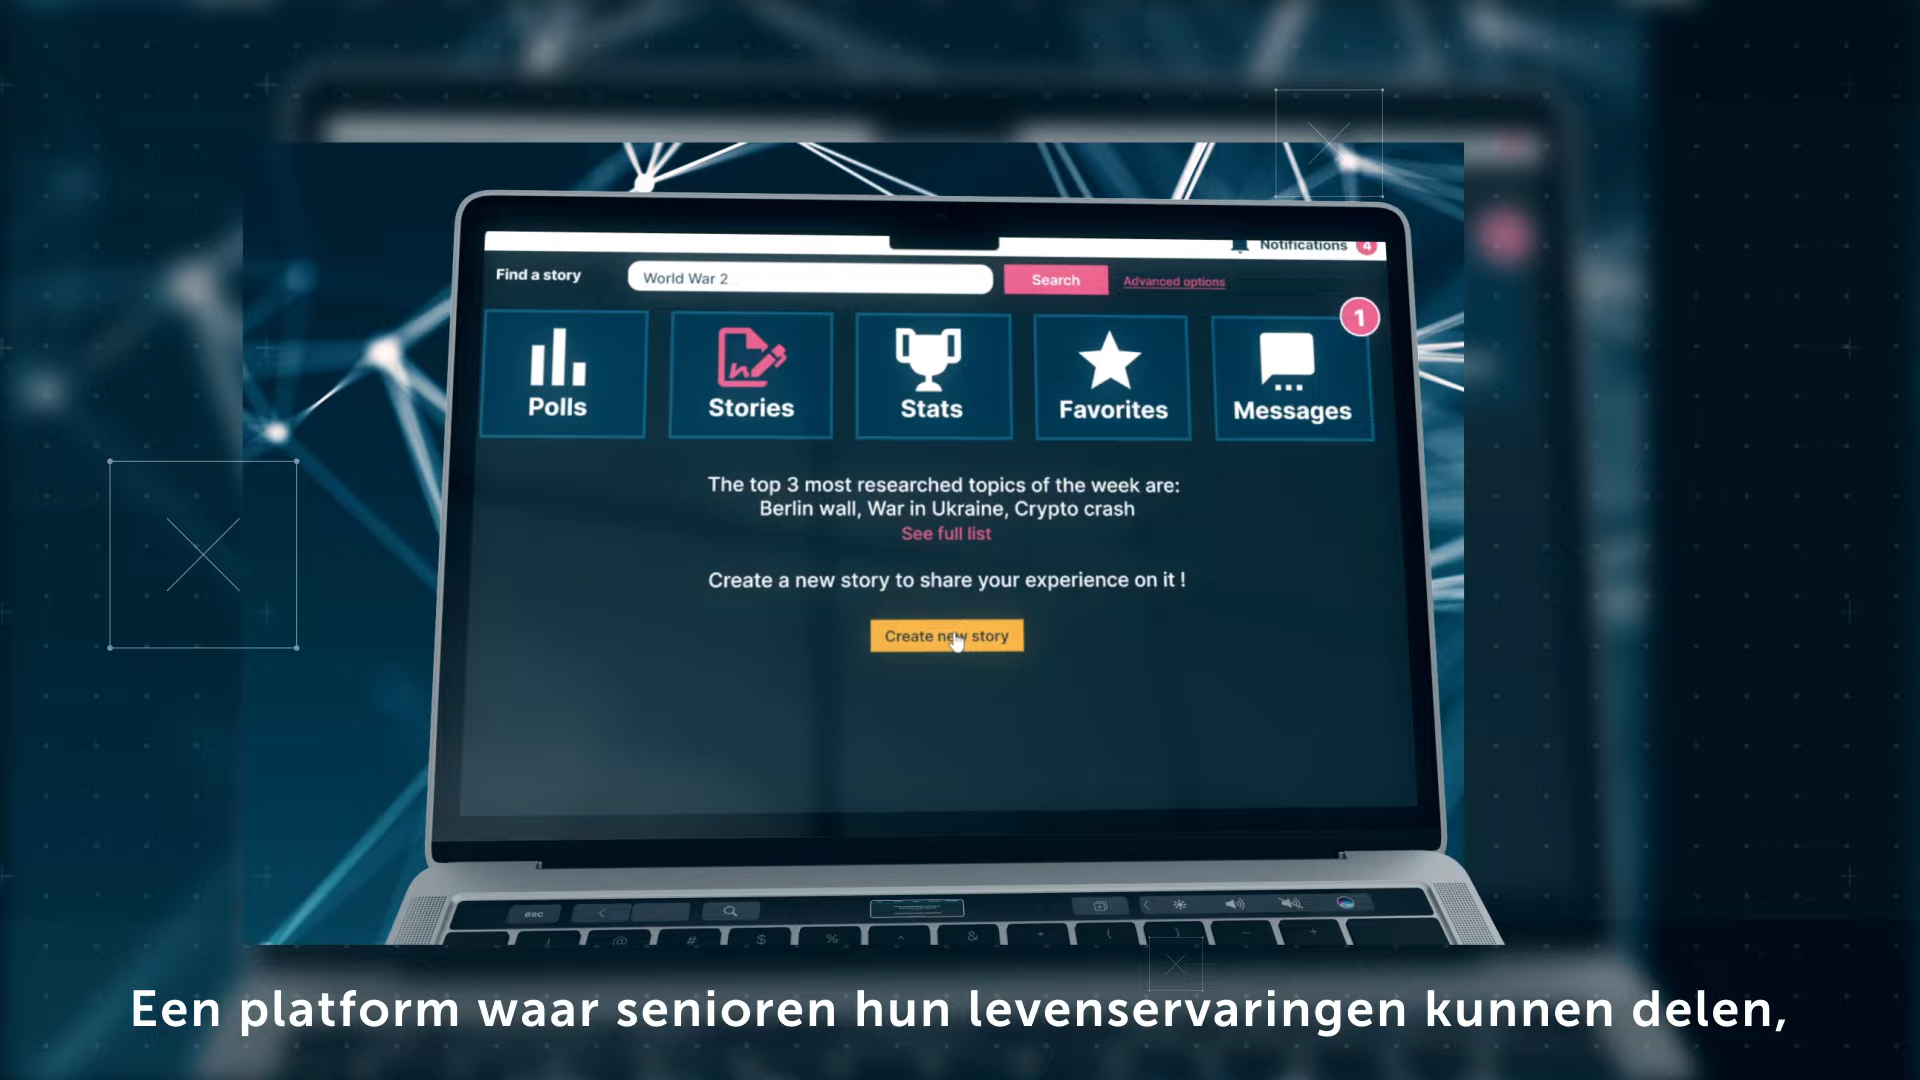 Notifications 4
Find a story World War 2 Search Advanced options
1
Polls Stories Stats Favorites Messages
The top 3 most researched topics of the week are:
Berlin wall, War in Ukraine, Crypto crash
See full list
Create a new story to share your experience on it !
Create new story
esc
! @ # $ % ^ & * ( ) - +
Een platform waar senioren hun levenservaringen kunnen delen,